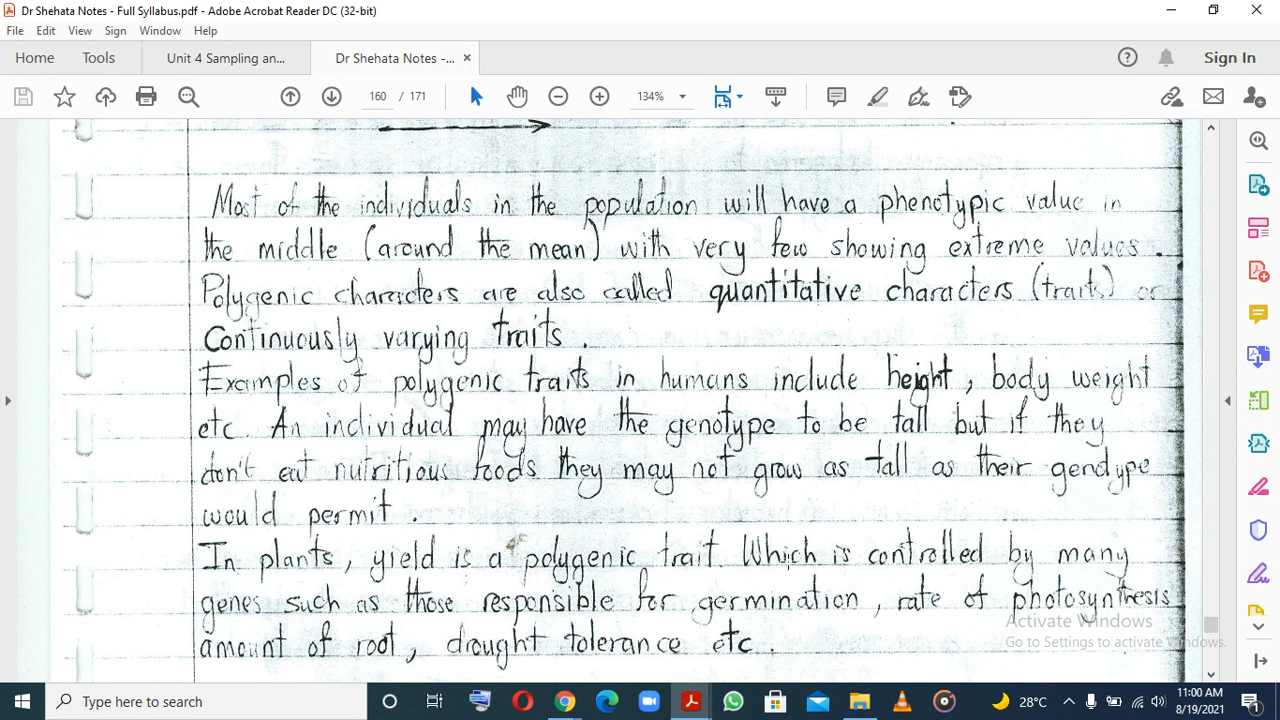 Dr Shehata Notes - Full Syllabus.pdf - Adobe Acrobat Reader DC (32-bit)
File Edit View Sign Window Help
Home Tools Unit 4 Sampling an... Dr Shehata Notes -... × Sign In
160 / 171 134%
Most of the individuals in the population will have a phenotypic value in
the middle (around the mean) with very few showing extreme values.
Polygenic characters are also called quantitative characters (traits) or
Continuously varying traits.
Examples of polygenic traits in humans include height, body weight
etc. An individual may have the genotype to be tall but if they
don't eat nutritious foods they may not grow as tall as their genotype
would permit.
In plants, yield is a polygenic trait. Which is controlled by many
genes such as those responsible for germination, rate of photosynthesis
amount of root, drought tolerance etc.
Activate Windows
Go to Settings to activate Windows.
Type here to search
28°C
11:00 AM
8/19/2021
1